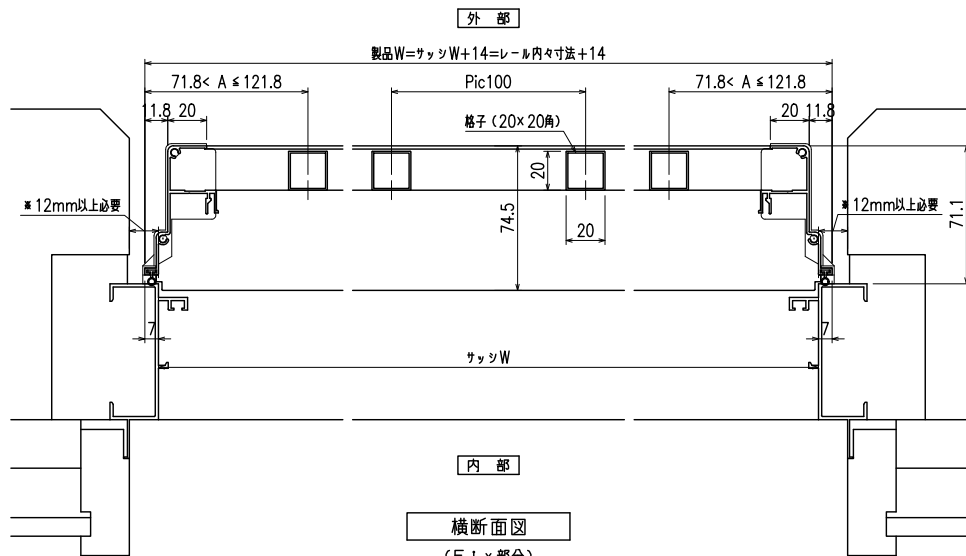 外 部
製品W=サッシW+14=レール内々寸法+14
71.8< A ≦121.8
Pic100
71.8< A ≦121.8
11.8
20
格子(20×20角)
20
11.8
20
※12mm以上必要
74.5
※12mm以上必要
71.1
20
7
7
サッシW
内 部
横断面図